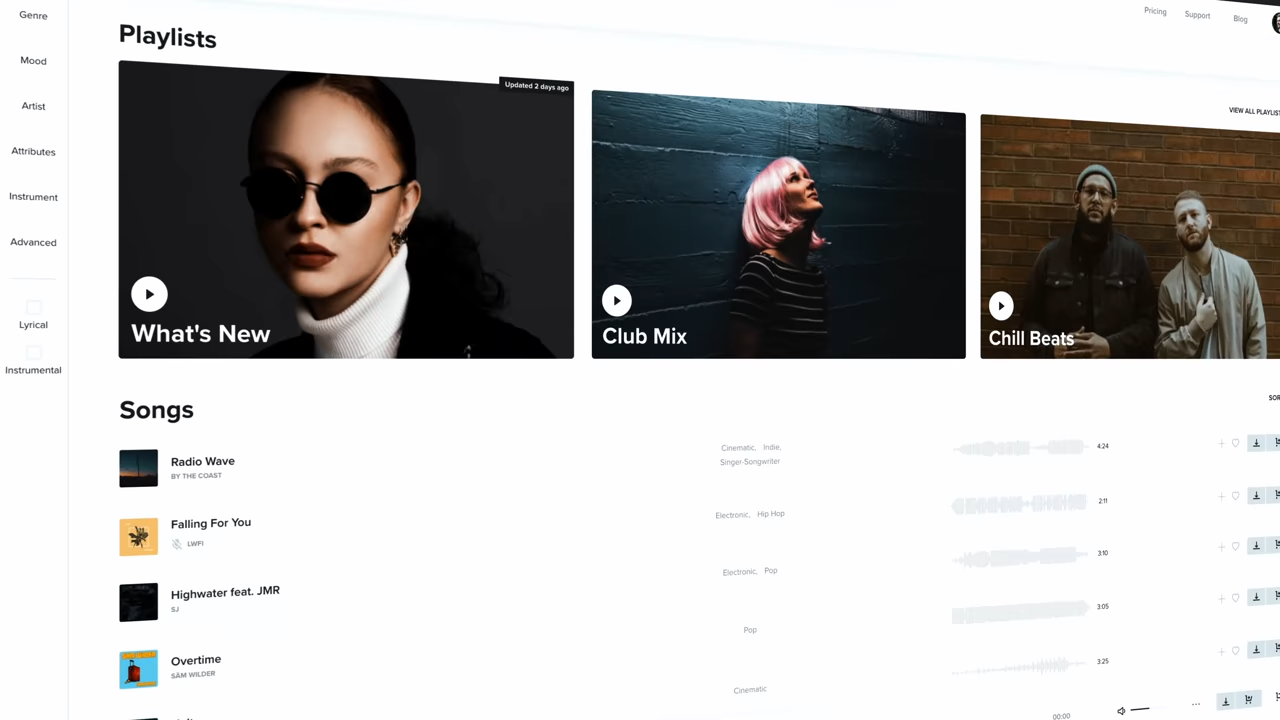 Genre
Mood
Artist
Attributes
Instrument
Advanced
Lyrical
Instrumental
Pricing
Support
Blog
Playlists
Updated 2 days ago
VIEW ALL
What's New
Club Mix
Chill Beats
Songs
Radio Wave
BY THE COAST
Cinematic, Indie,
Singer-Songwriter
4:24
Falling For You
LWFI
Electronic, Hip Hop
2:11
Highwater feat. JMR
SJ
Electronic, Pop
3:10
Overtime
SÄM WILDER
Pop
3:05
Cinematic
3:25
00:00